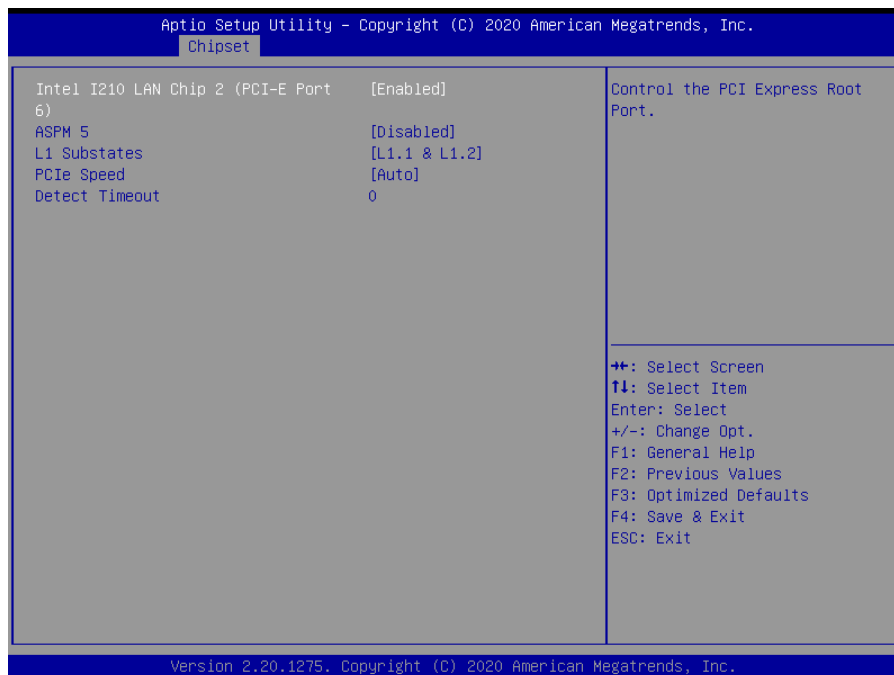 Aptio Setup Utility – Copyright (C) 2020 American Megatrends, Inc.
Chipset
Intel I210 LAN Chip 2 (PCI-E Port 6) [Enabled]
ASPM 5 [Disabled]
L1 Substates [L1.1 & L1.2]
PCIe Speed [Auto]
Detect Timeout 0
Control the PCI Express Root
Port.
→←: Select Screen
↑↓: Select Item
Enter: Select
+/-: Change Opt.
F1: General Help
F2: Previous Values
F3: Optimized Defaults
F4: Save & Exit
ESC: Exit
Version 2.20.1275. Copyright (C) 2020 American Megatrends, Inc.